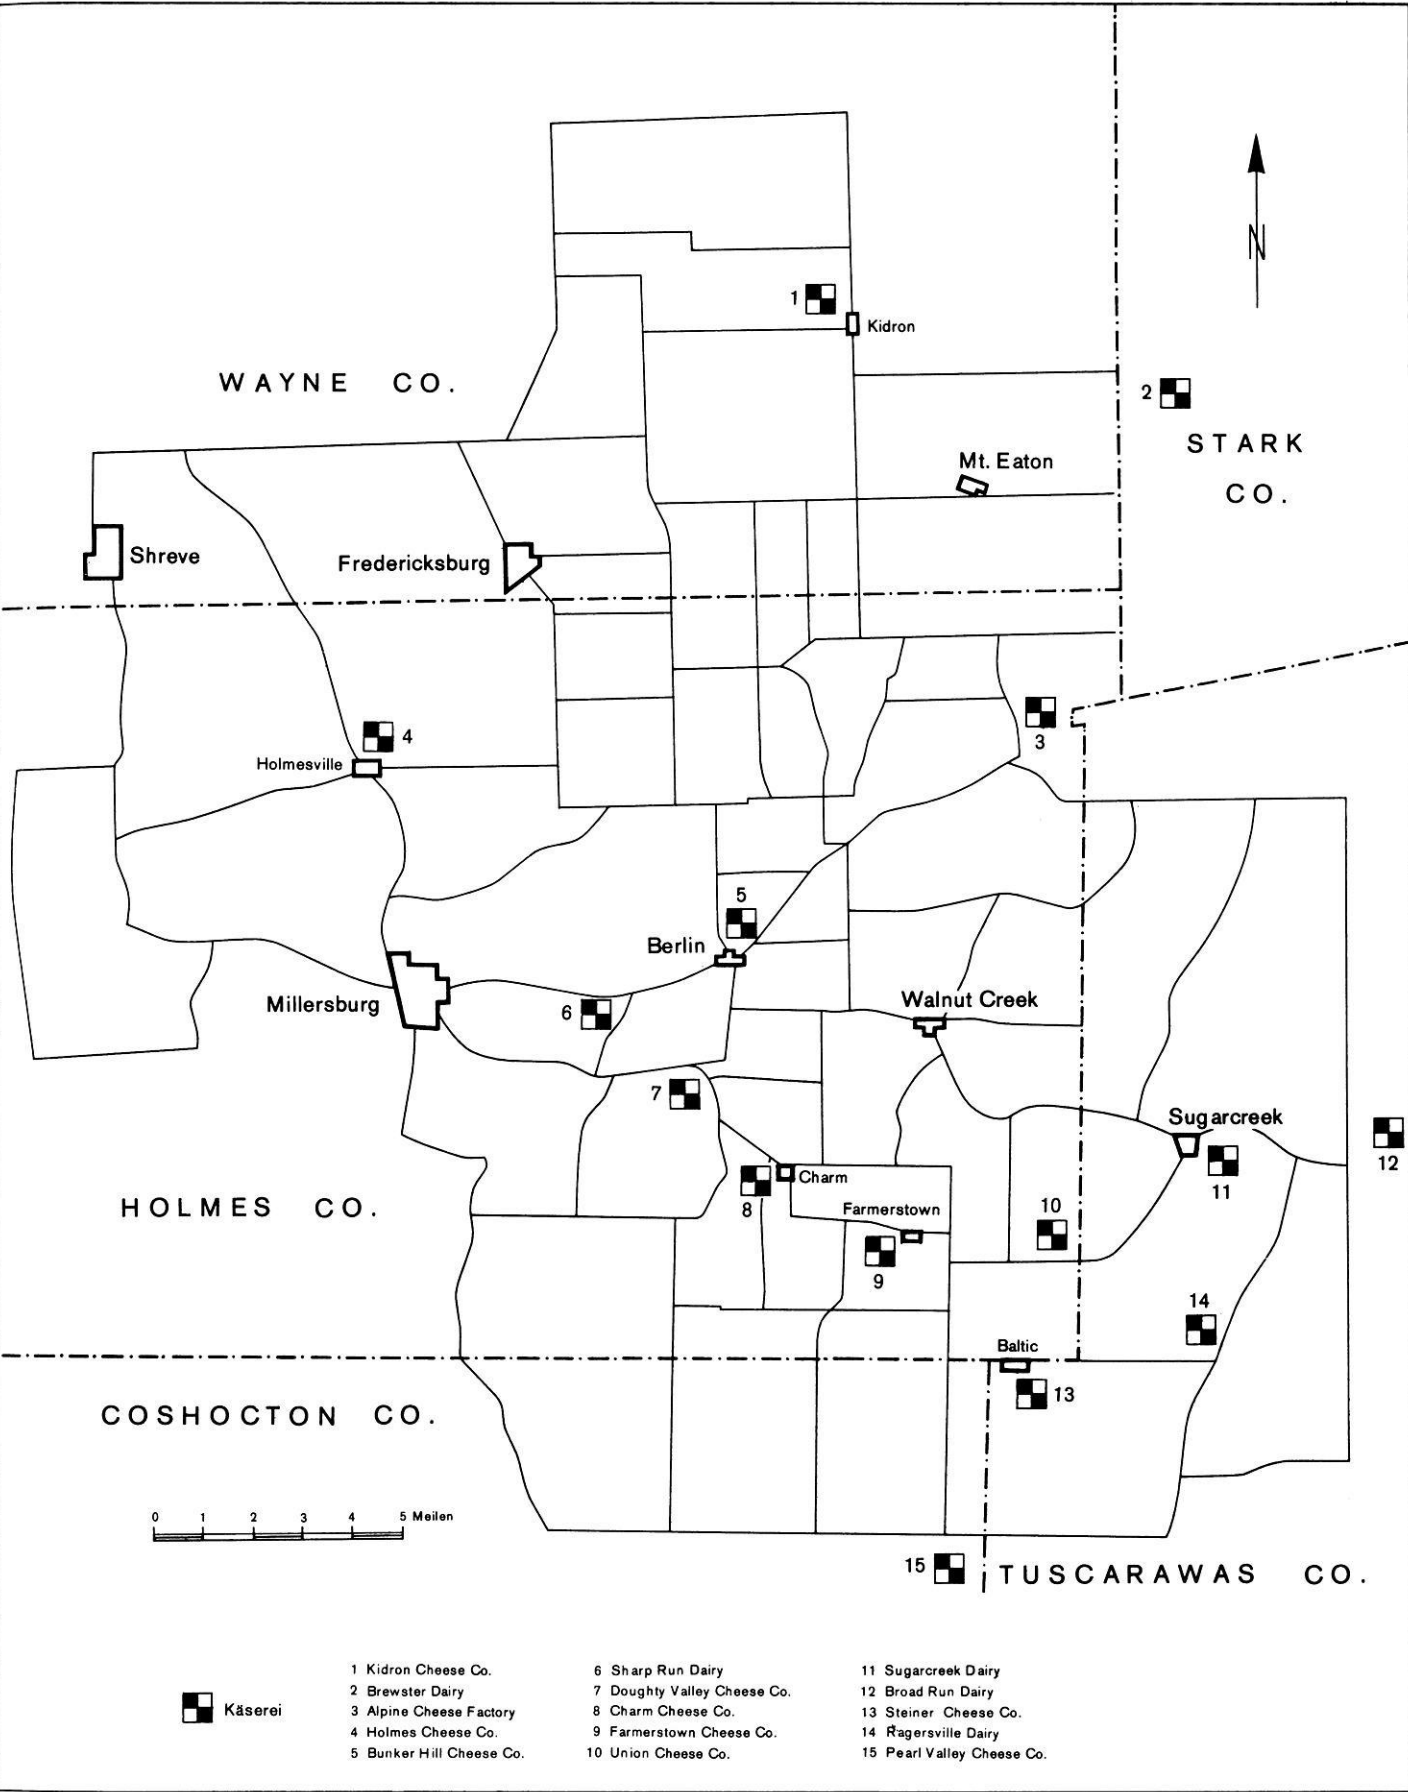 N
1
Kidron
WAYNE CO.
2
STARK
CO.
Mt. Eaton
Shreve
Fredericksburg
3
4
Holmesville
5
Berlin
Walnut Creek
Millersburg
6
7
Sugarcreek
12
11
Charm
8
10
Farmerstown
HOLMES CO.
9
14
Baltic
13
COSHOCTON CO.
0 1 2 3 4 5 Meilen
15
TUSCARAWAS CO.
Käserei
1 Kidron Cheese Co.
2 Brewster Dairy
3 Alpine Cheese Factory
4 Holmes Cheese Co.
5 Bunker Hill Cheese Co.
6 Sharp Run Dairy
7 Doughty Valley Cheese Co.
8 Charm Cheese Co.
9 Farmerstown Cheese Co.
10 Union Cheese Co.
11 Sugarcreek Dairy
12 Broad Run Dairy
13 Steiner Cheese Co.
14 Ragersville Dairy
15 Pearl Valley Cheese Co.